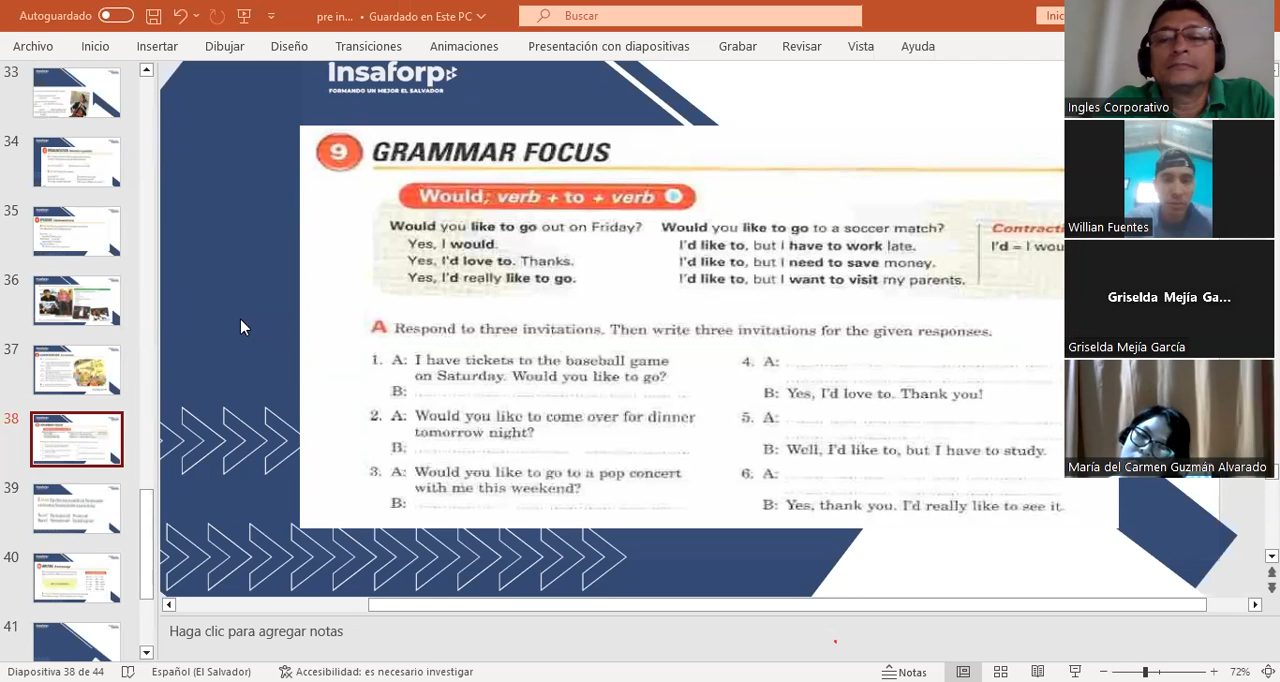 Autoguardado
pre in... • Guardado en Este PC
Buscar
Inic
Archivo Inicio Insertar Dibujar Diseño Transiciones Animaciones Presentación con diapositivas Grabar Revisar Vista Ayuda
33
34
35
36
37
38
39
40
41
Insaforp
FORMANDO UN MEJOR EL SALVADOR
9 GRAMMAR FOCUS
Would; verb + to + verb
Would you like to go out on Friday?
Yes, I would.
Yes, I'd love to. Thanks.
Yes, I'd really like to go.
Would you like to go to a soccer match?
I'd like to, but I have to work late.
I'd like to, but I need to save money.
I'd like to, but I want to visit my parents.
Contracti
I'd = I wou
A Respond to three invitations. Then write three invitations for the given responses.
1. A: I have tickets to the baseball game
on Saturday. Would you like to go?
B:
2. A: Would you like to come over for dinner
tomorrow night?
B:
3. A: Would you like to go to a pop concert
with me this weekend?
B:
4. A:
B: Yes, I'd love to. Thank you!
5. A:
B: Well, I'd like to, but I have to study.
6. A:
B: Yes, thank you. I'd really like to see it.
Ingles Corporativo
Willian Fuentes
Griselda Mejía Ga...
Griselda Mejía García
María del Carmen Guzmán Alvarado
Haga clic para agregar notas
Diapositiva 38 de 44 Español (El Salvador) Accesibilidad: es necesario investigar Notas 72%